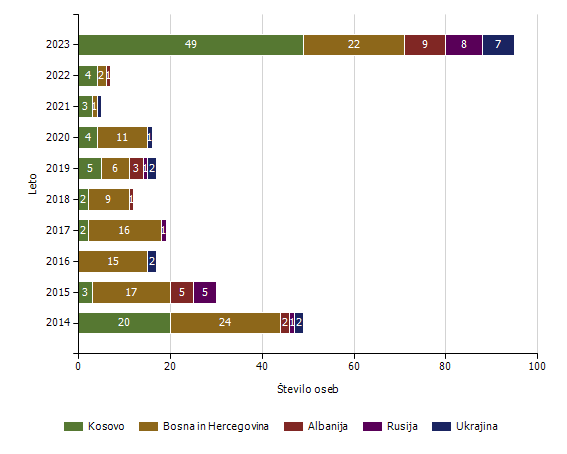 2023 49 22 9 8 7
2022 4 2 1
2021 3 1
2020 4 11 1
2019 5 6 3 1 2
2018 2 9 1
2017 2 16 1
2016 15 2
2015 3 17 5 5
2014 20 24 2 1 2
Leto
0 20 40 60 80 100
Število oseb
Kosovo Bosna in Hercegovina Albanija Rusija Ukrajina